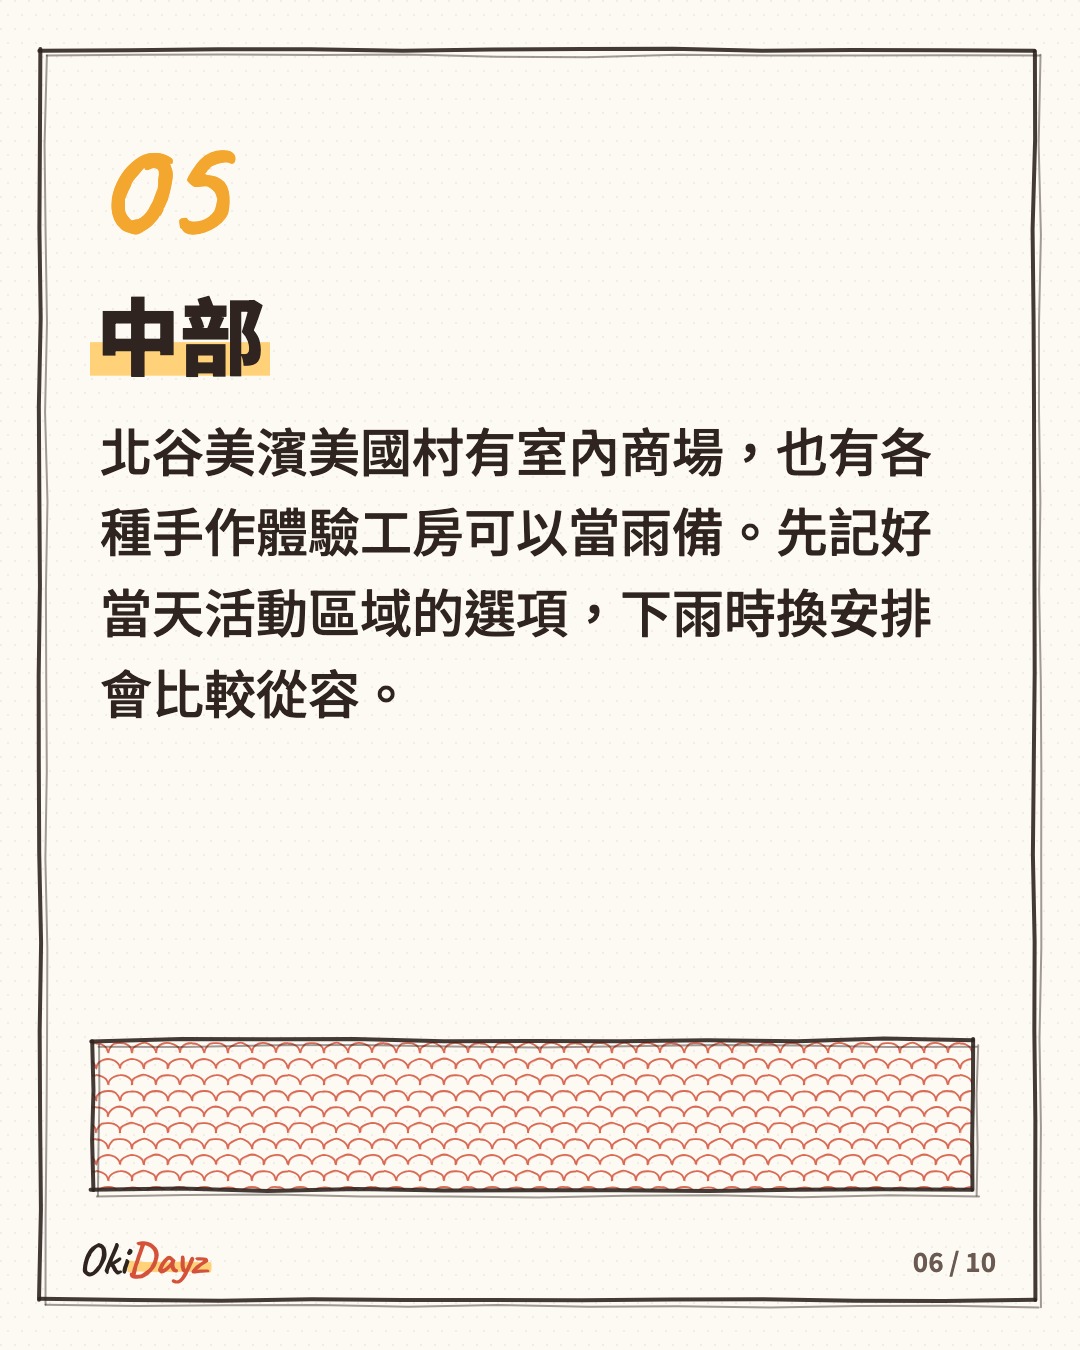 05
中部
北谷美濱美國村有室內商場，也有各
種手作體驗工房可以當雨備。先記好
當天活動區域的選項，下雨時換安排
會比較從容。
OkiDayz
06 / 10